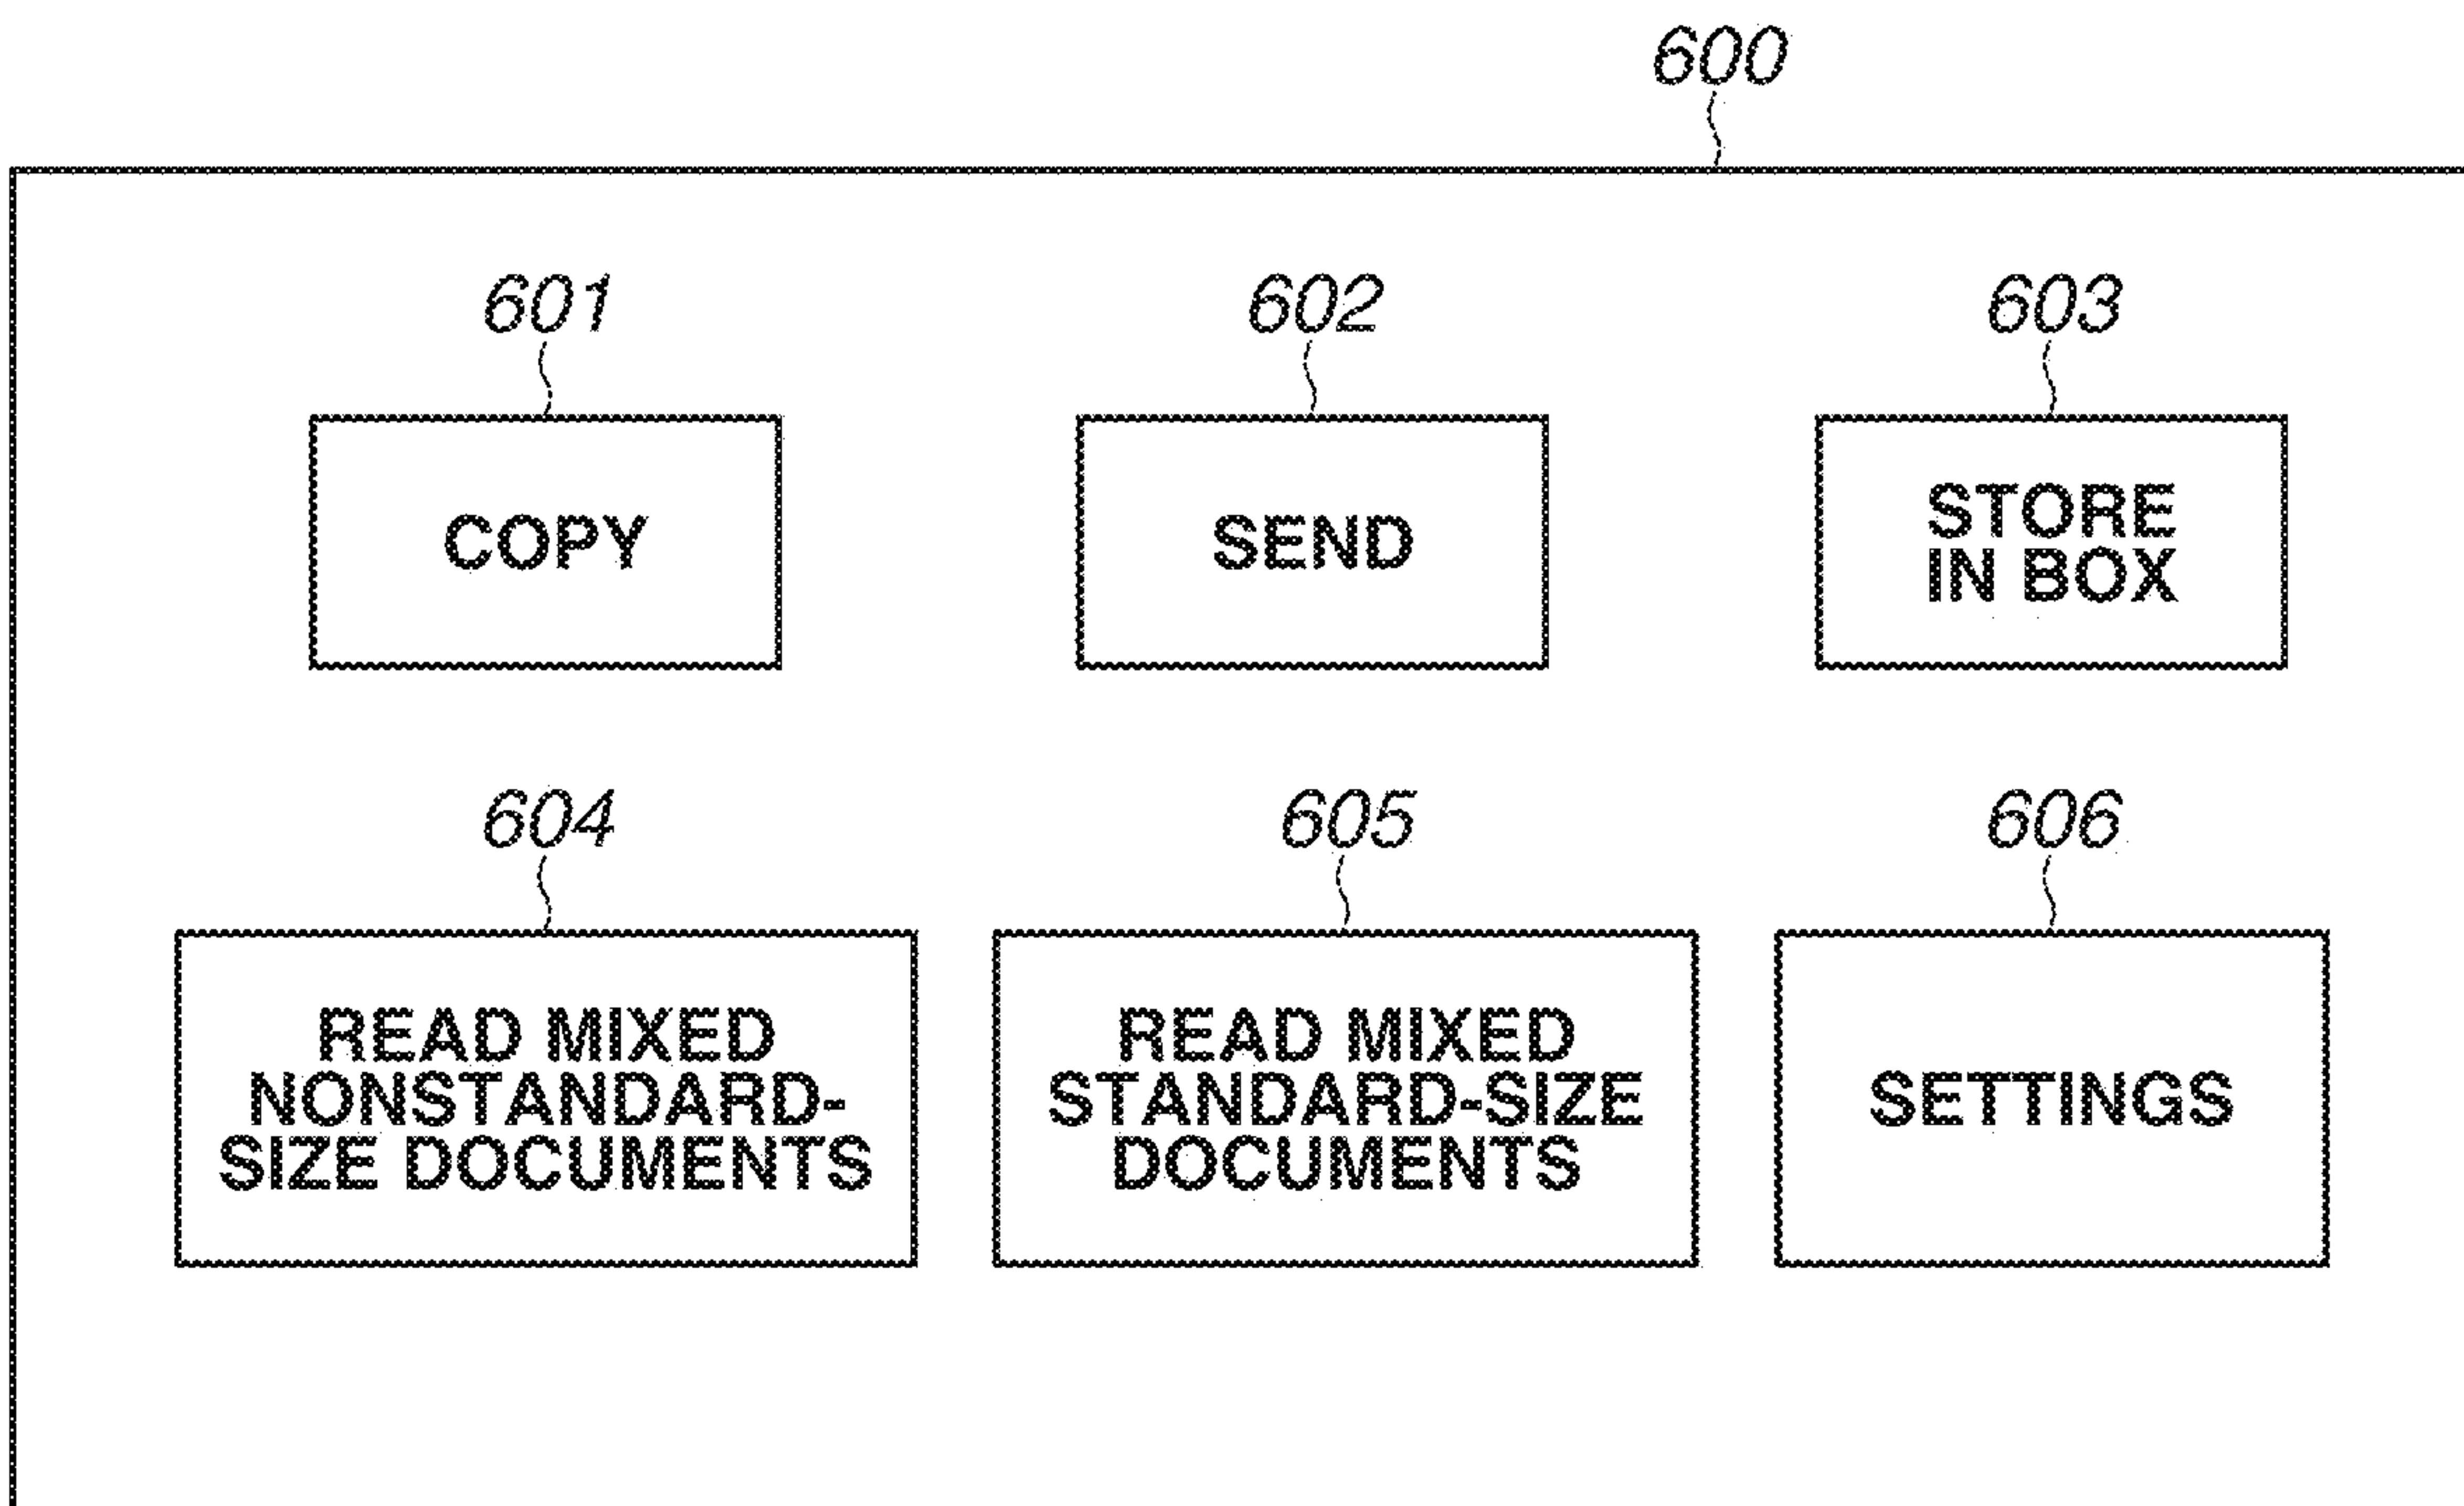 600
601
602
603
COPY
SEND
STORE
IN BOX
604
605
606
READ MIXED
NONSTANDARD-
SIZE DOCUMENTS
READ MIXED
STANDARD-SIZE
DOCUMENTS
SETTINGS